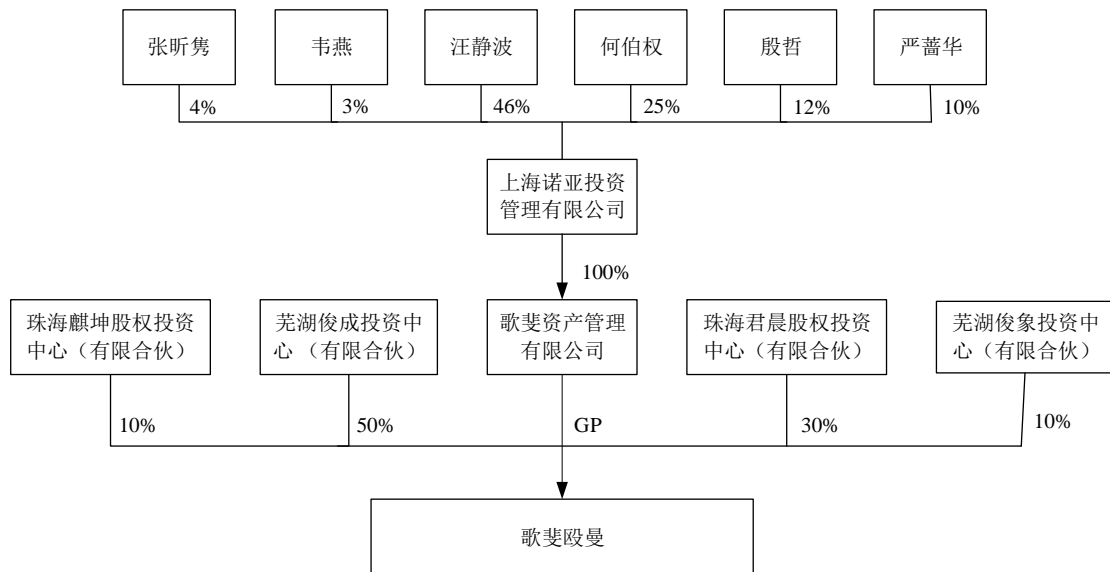 张昕隽
韦燕
汪静波
何伯权
殷哲
严蔷华
4%
3%
46%
25%
12%
10%
上海诺亚投资
管理有限公司
100%
珠海麒坤股权投资
中心（有限合伙）
芜湖俊成投资中
心 （有限合伙）
歌斐资产管理
有限公司
珠海君晨股权投资
中心（有限合伙）
芜湖俊象投资中
心（有限合伙）
10%
50%
GP
30%
10%
歌斐殴曼